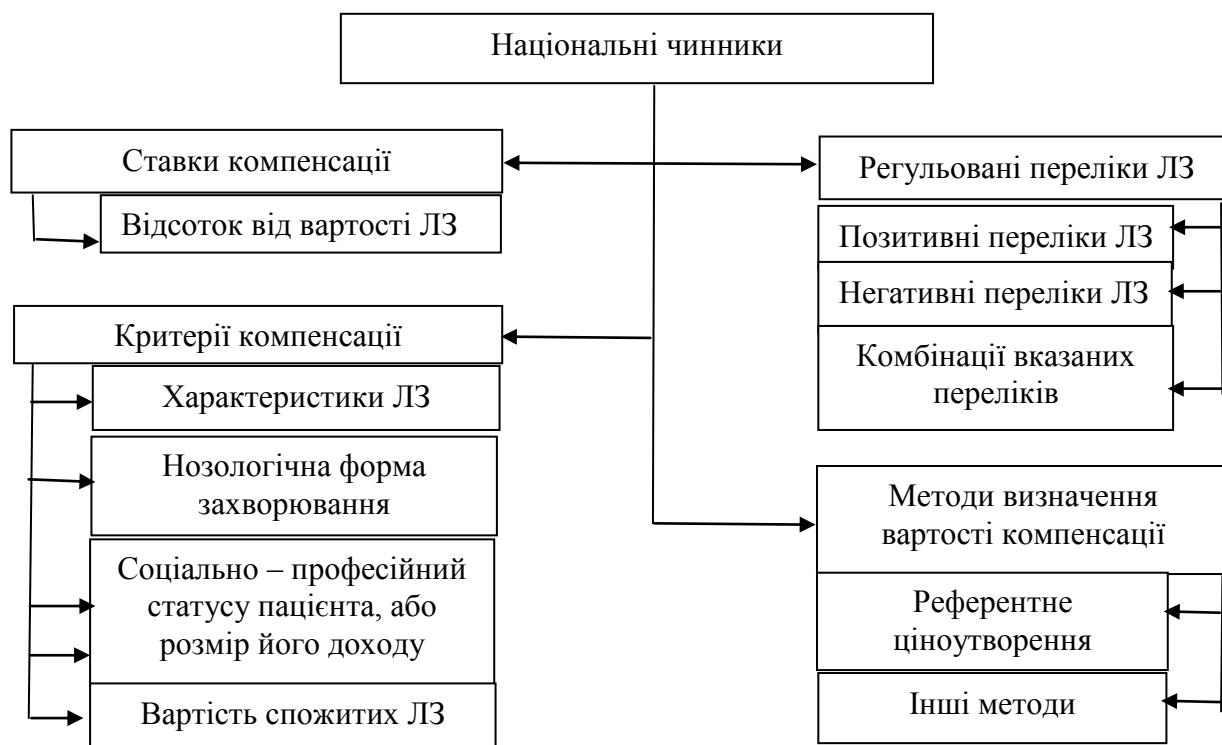 Національні чинники
Ставки компенсації
Відсоток від вартості ЛЗ
Критерії компенсації
Характеристики ЛЗ
Нозологічна форма
захворювання
Соціально – професійний
статусу пацієнта, або
розмір його доходу
Вартість спожитих ЛЗ
Регульовані переліки ЛЗ
Позитивні переліки ЛЗ
Негативні переліки ЛЗ
Комбінації вказаних
переліків
Методи визначення
вартості компенсації
Референтне
ціноутворення
Інші методи